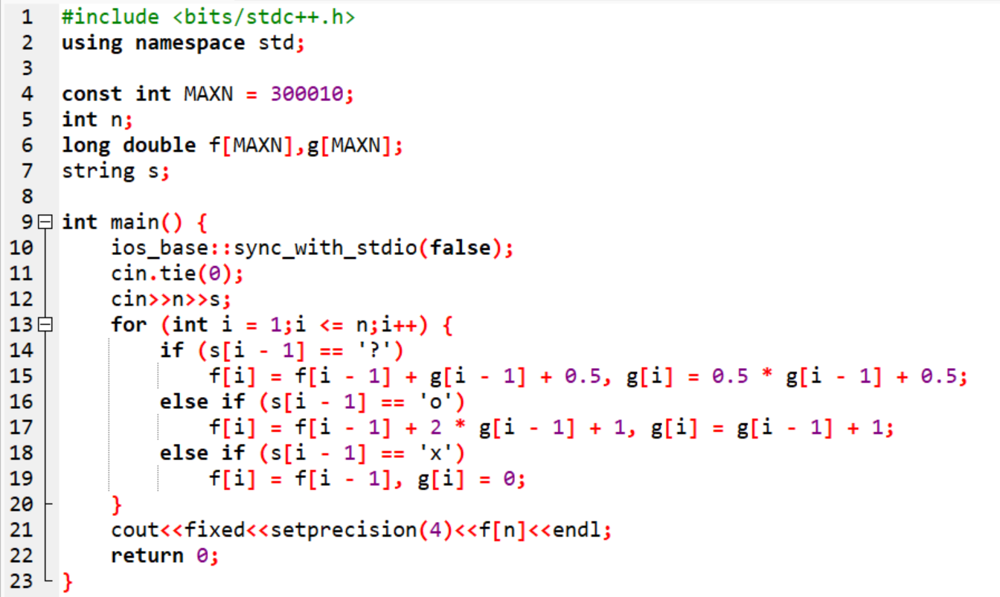 1 #include <bits/stdc++.h>
2 using namespace std;
3
4 const int MAXN = 300010;
5 int n;
6 long double f[MAXN],g[MAXN];
7 string s;
8
9 int main() {
10     ios_base::sync_with_stdio(false);
11     cin.tie(0);
12     cin>>n>>s;
13     for (int i = 1;i <= n;i++) {
14         if (s[i - 1] == '?')
15             f[i] = f[i - 1] + g[i - 1] + 0.5, g[i] = 0.5 * g[i - 1] + 0.5;
16         else if (s[i - 1] == 'o')
17             f[i] = f[i - 1] + 2 * g[i - 1] + 1, g[i] = g[i - 1] + 1;
18         else if (s[i - 1] == 'x')
19             f[i] = f[i - 1], g[i] = 0;
20     }
21     cout<<fixed<<setprecision(4)<<f[n]<<endl;
22     return 0;
23 }